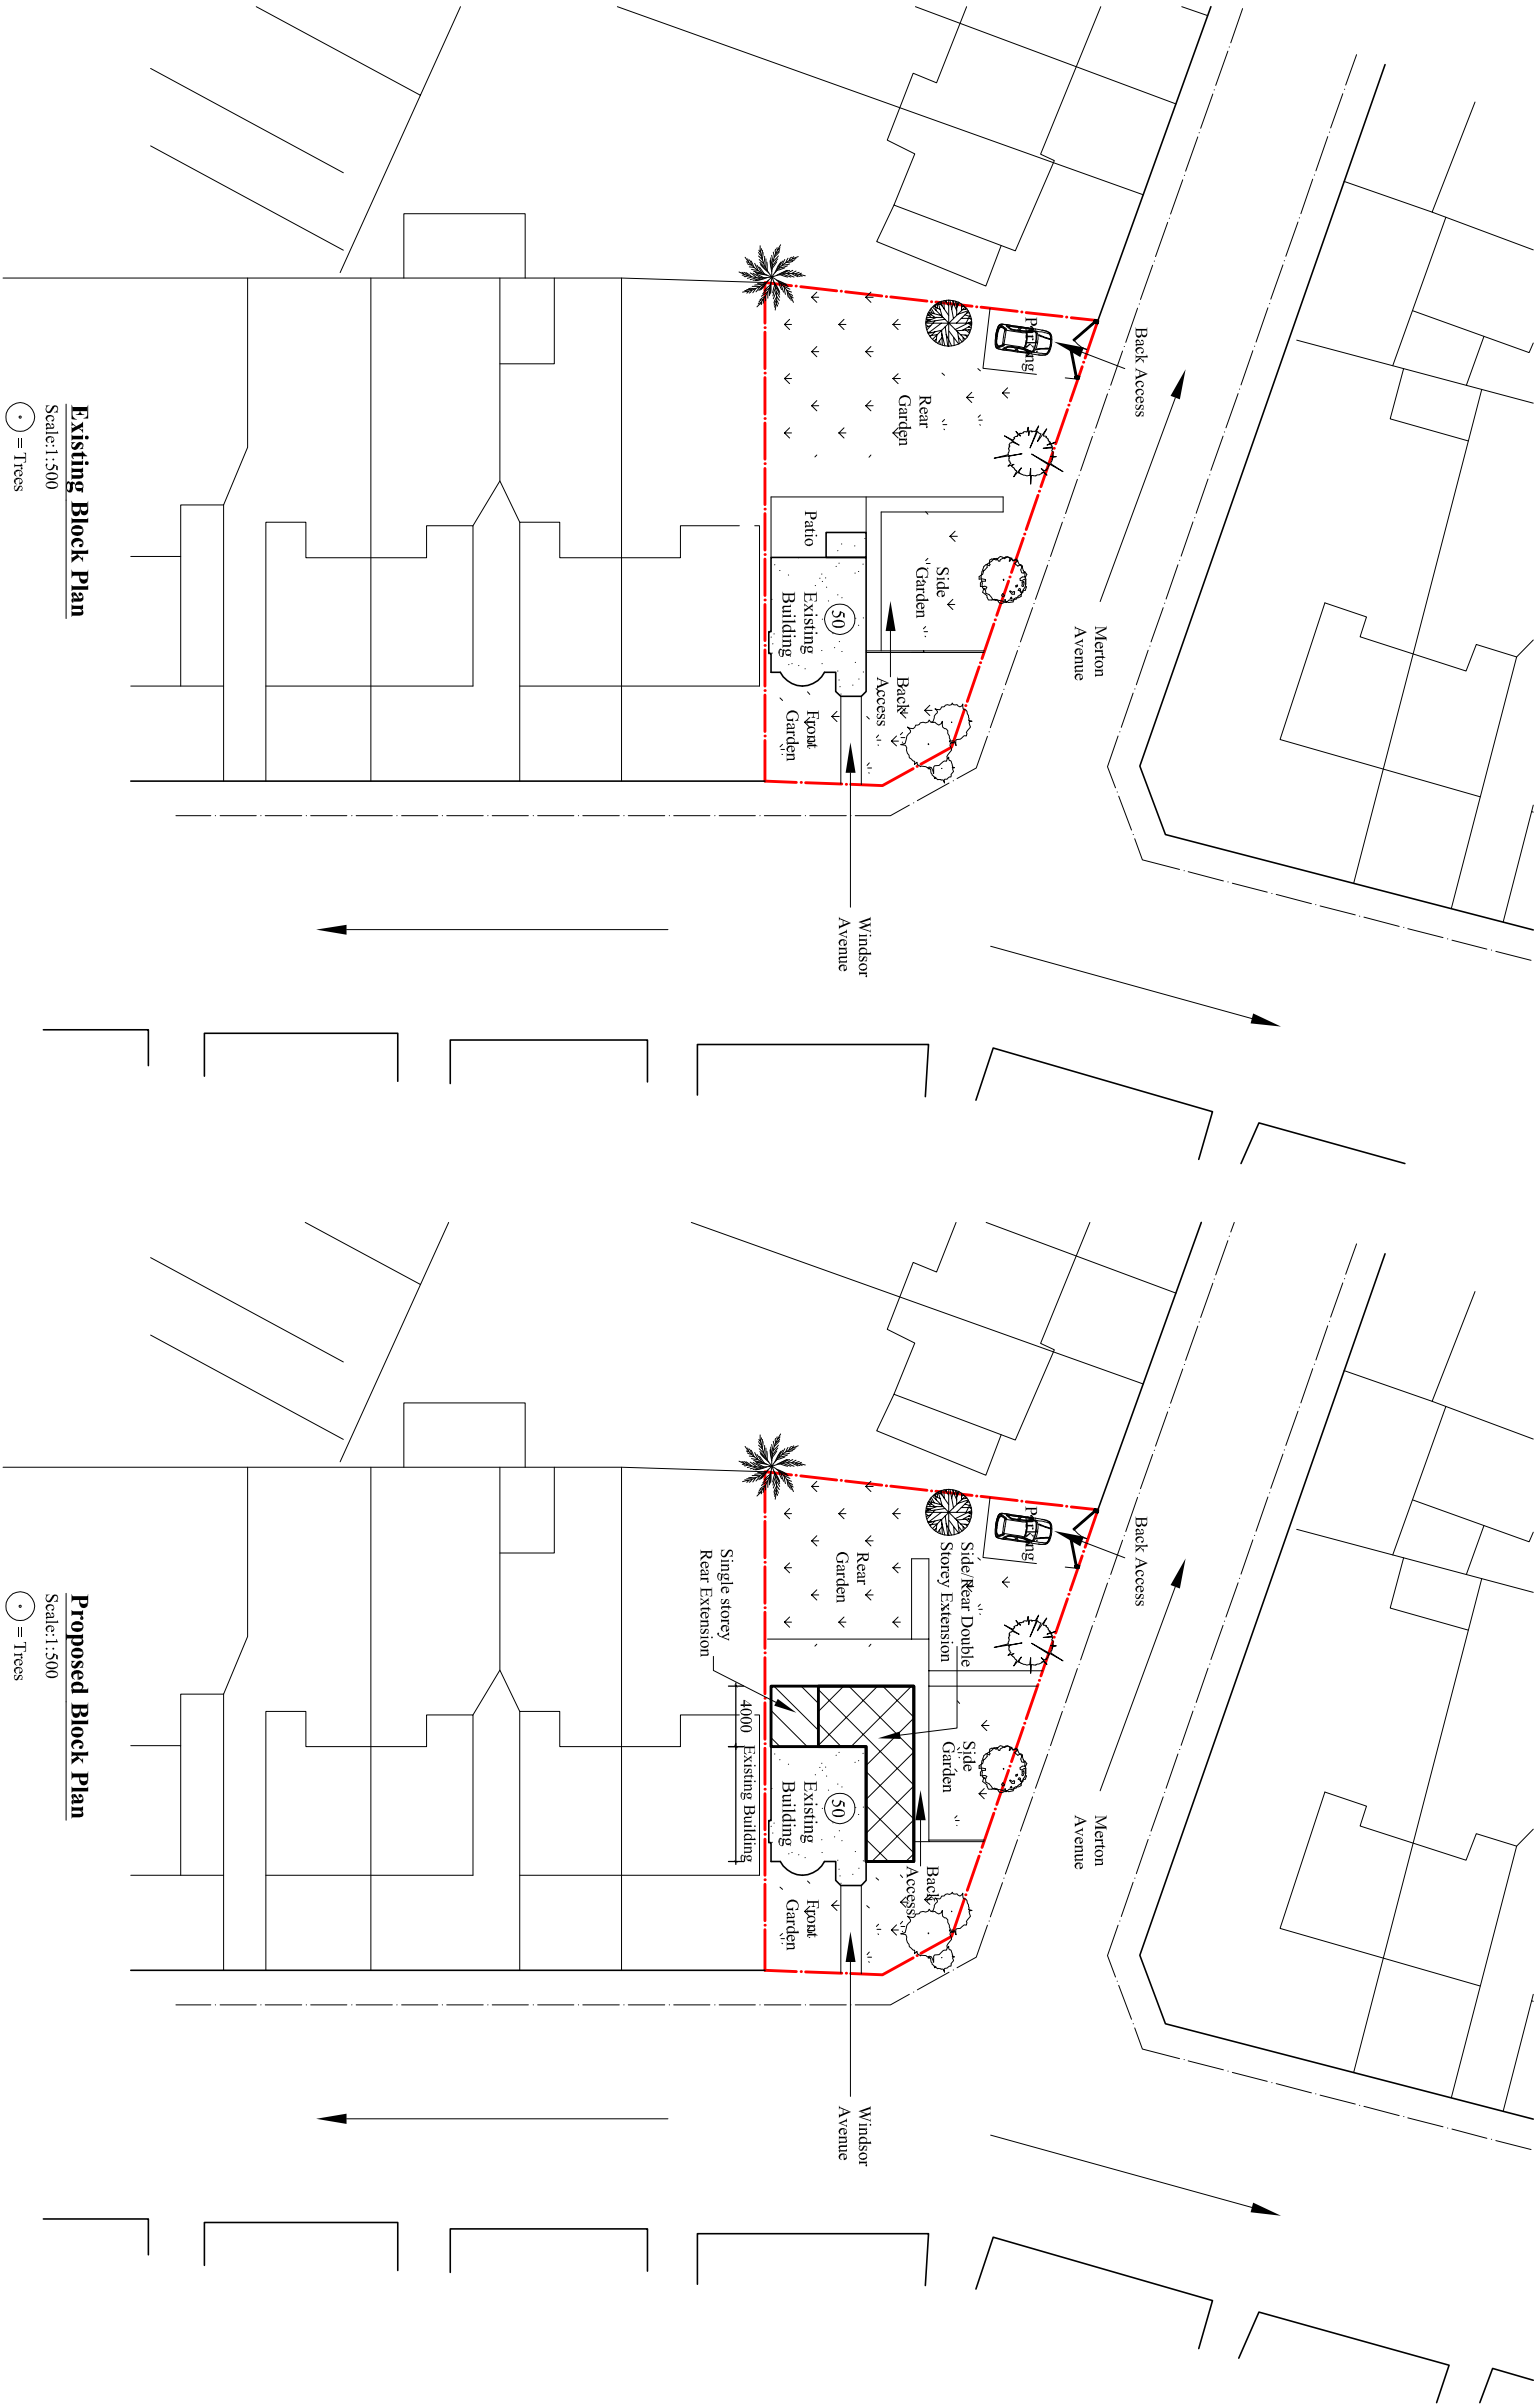 Back Access
Parking
Rear
Garden
Merton
Avenue
Side
Garden
Patio
50
Existing
Building
Back
Access
Front
Garden
Windsor
Avenue
Existing Block Plan
Scale:1:500
= Trees
Back Access
Parking
Side/Rear Double
Storey Extension
Rear
Garden
Single storey
Rear Extension
Merton
Avenue
Side
Garden
4000
Existing Building
50
Existing
Building
Back
Access
Front
Garden
Windsor
Avenue
Proposed Block Plan
Scale:1:500
= Trees